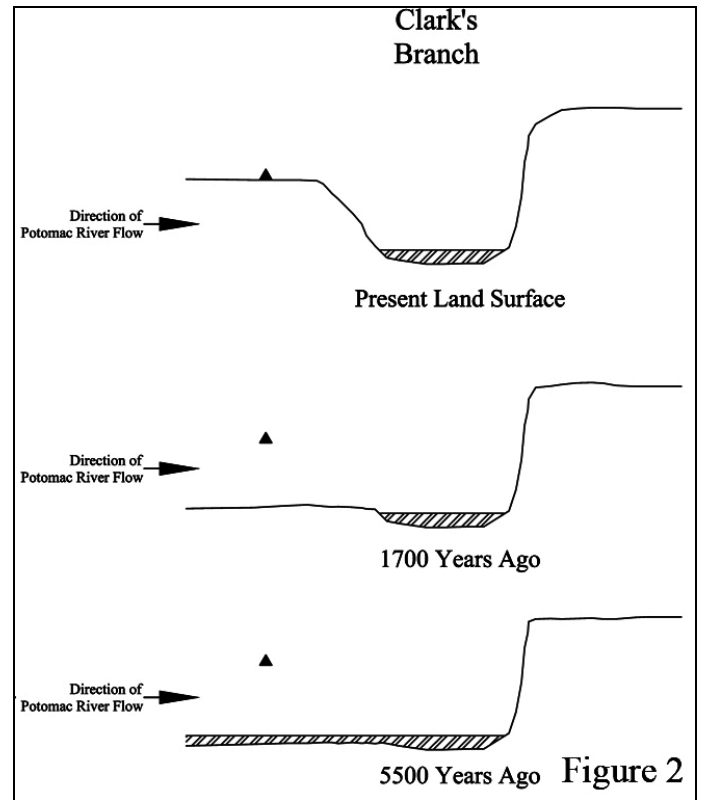 Clark's
Branch
Direction of
Potomac River Flow
Present Land Surface
Direction of
Potomac River Flow
1700 Years Ago
Direction of
Potomac River Flow
5500 Years Ago
Figure 2